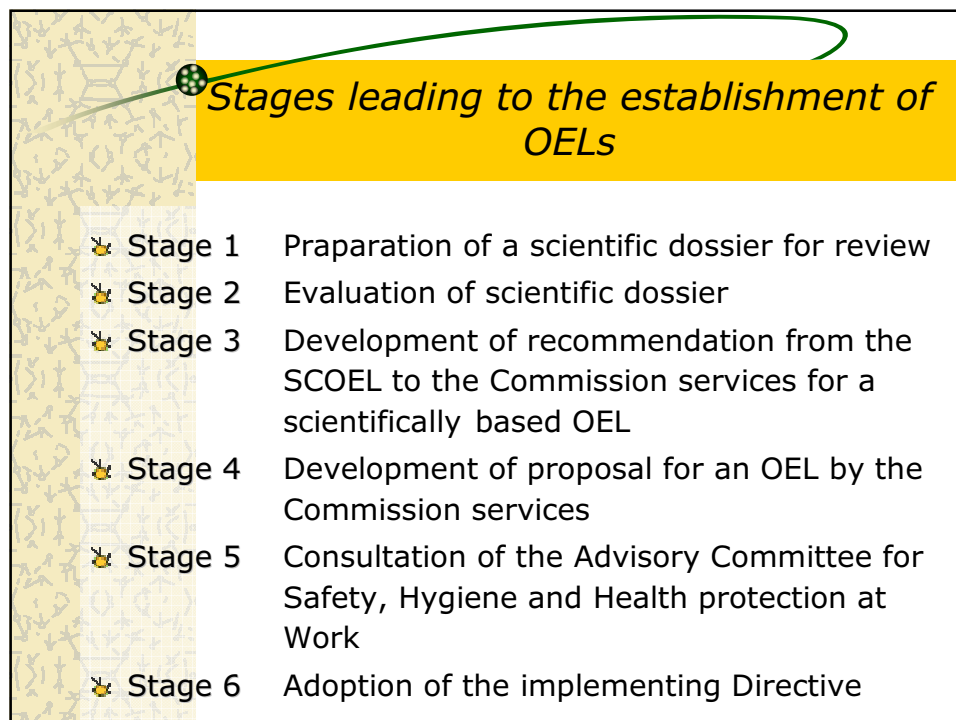 Stages leading to the establishment of
OELs
Stage 1 Praparation of a scientific dossier for review
Stage 2 Evaluation of scientific dossier
Stage 3 Development of recommendation from the
SCOEL to the Commission services for a
scientifically based OEL
Stage 4 Development of proposal for an OEL by the
Commission services
Stage 5 Consultation of the Advisory Committee for
Safety, Hygiene and Health protection at
Work
Stage 6 Adoption of the implementing Directive